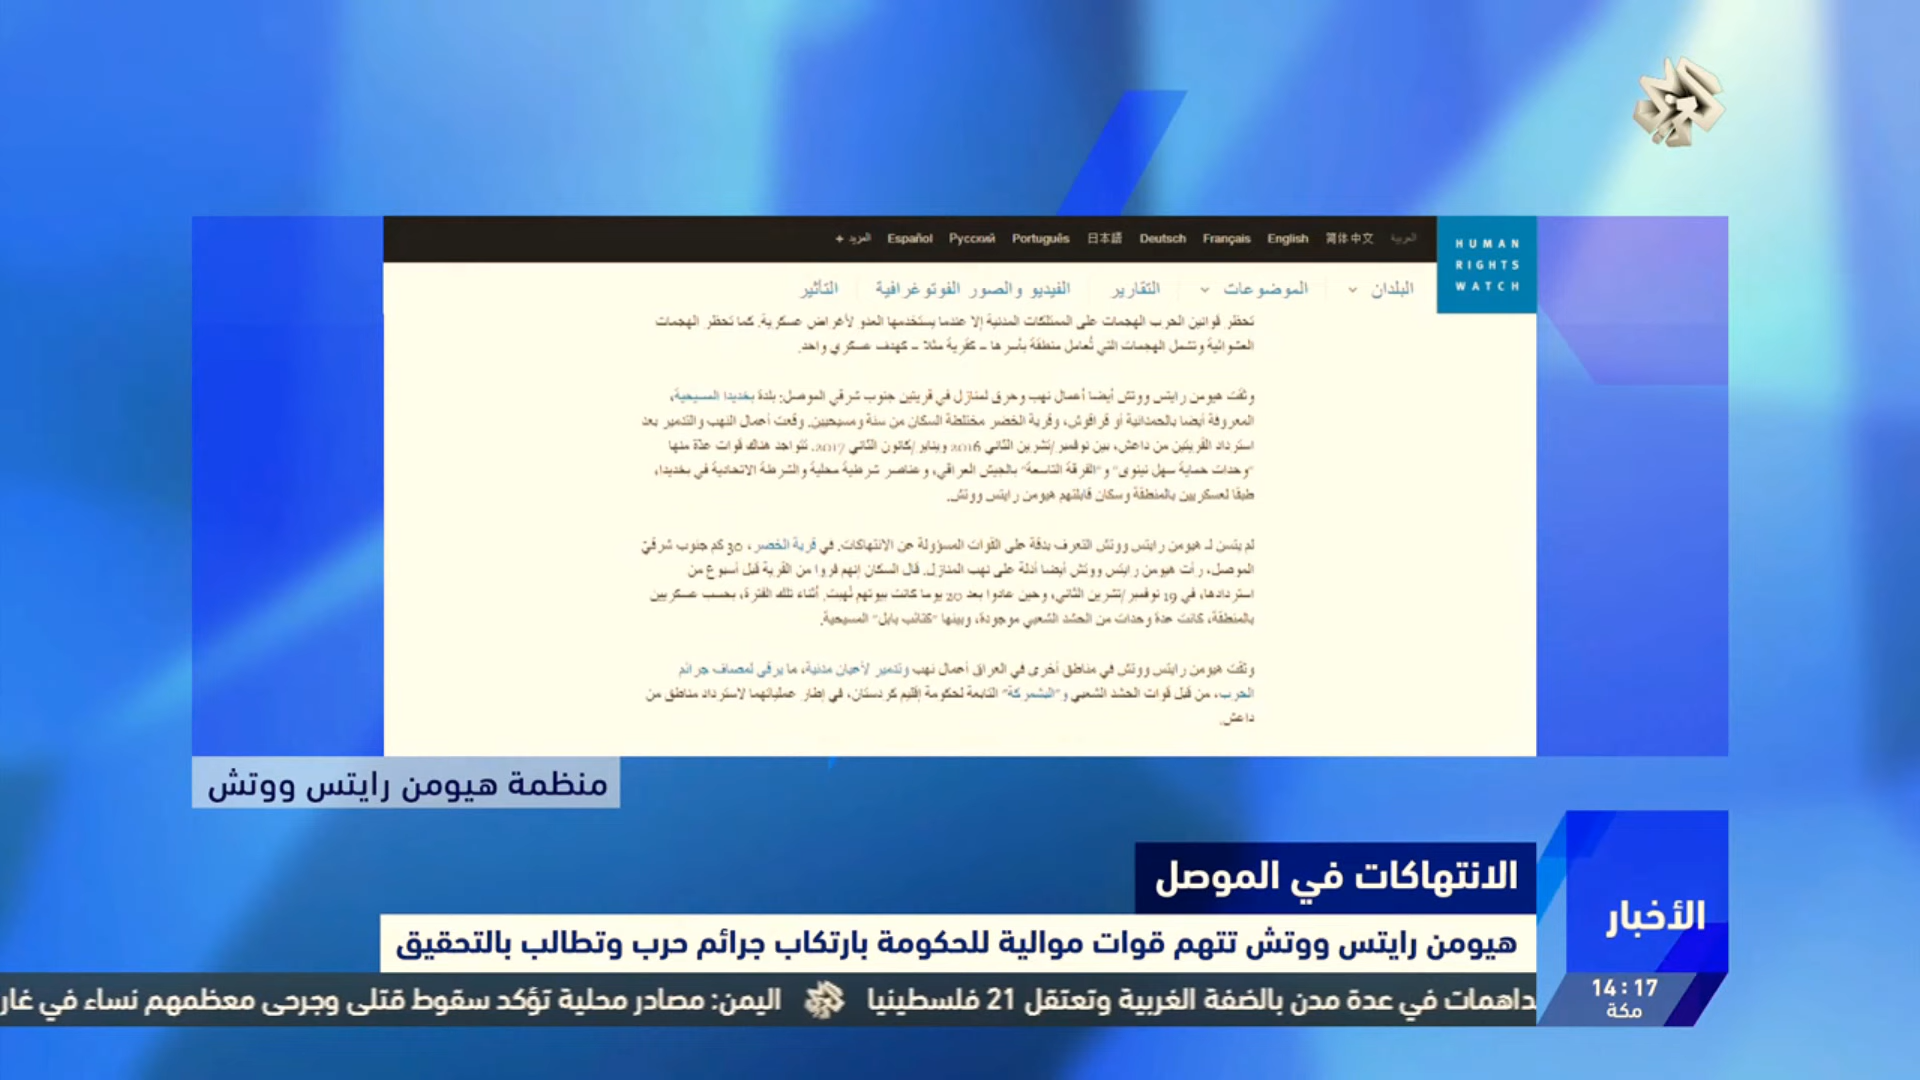 العربية 简体中文 English Français Deutsch 日本語 Português Русский Español المزيد +
HUMAN
RIGHTS
WATCH
البلدان الموضوعات التقارير الفيديو والصور الفوتوغرافية التأثير
تحظر قوانين الحرب الهجمات على الممتلكات المدنية إلا عندما يستخدمها العدو لأغراض عسكرية. كما تحظر الهجمات
العشوائية وتشمل الهجمات التي تُعامل منطقة بأسرها – كقرية مثلا – كهدف عسكري واحد.
وثقت هيومن رايتس ووتش أيضا أعمال نهب وحرق لمنازل في قريتين جنوب شرقي الموصل: بلدة بخديدا المسيحية،
المعروفة أيضا بالحمدانية أو قراقوش، وقرية الخضر مختلطة السكان من سنة ومسيحيين. وقعت أعمال النهب والتدمير بعد
استرداد القريتين من داعش، بين نوفمبر/تشرين الثاني 2016 ويناير/كانون الثاني 2017. تتواجد هناك قوات عدّة منها
"وحدات حماية سهل نينوى" و"الفرقة التاسعة" بالجيش العراقي، وعناصر شرطية محلية والشرطة الاتحادية في بخديدا،
طبقا لعسكريين بالمنطقة وسكان قابلتهم هيومن رايتس ووتش.
لم يتسن لـ هيومن رايتس ووتش التعرف بدقة على القوات المسؤولة عن الانتهاكات. في قرية الخضر، 30 كم جنوب شرقيّ
الموصل، رأت هيومن رايتس ووتش أيضا أدلة على نهب المنازل. قال السكان إنهم فروا من القرية قبل أسبوع من
استردادها، في 19 نوفمبر/تشرين الثاني، وحين عادوا بعد 20 يوما كانت بيوتهم نُهبت. أثناء تلك الفترة، بحسب عسكريين
بالمنطقة، كانت عدة وحدات من الحشد الشعبي موجودة، وبينها "كتائب بابل" المسيحية.
وثقت هيومن رايتس ووتش في مناطق أخرى في العراق أعمال نهب وتدمير لأعيان مدنية، ما يرقى لمصاف جرائم
الحرب، من قبل قوات الحشد الشعبي و"البشمركة" التابعة لحكومة إقليم كردستان، في إطار عملياتهما لاسترداد مناطق من
داعش.
منظمة هيومن رايتس ووتش
الانتهاكات في الموصل
هيومن رايتس ووتش تتهم قوات موالية للحكومة بارتكاب جرائم حرب وتطالب بالتحقيق
الأخبار
14:17
مكة
داهمات في عدة مدن بالضفة الغربية وتعتقل 21 فلسطينيا اليمن: مصادر محلية تؤكد سقوط قتلى وجرحى معظمهم نساء في غار